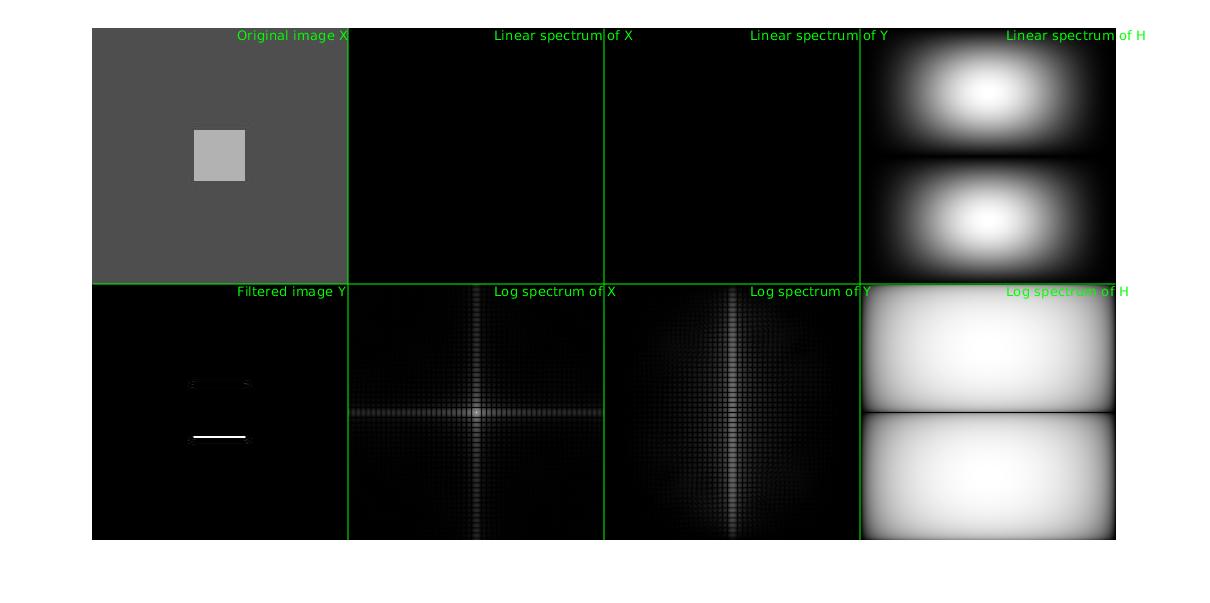 Original image X
Linear spectrum of X
Linear spectrum of Y
Linear spectrum of H
Filtered image Y
Log spectrum of X
Log spectrum of Y
Log spectrum of H